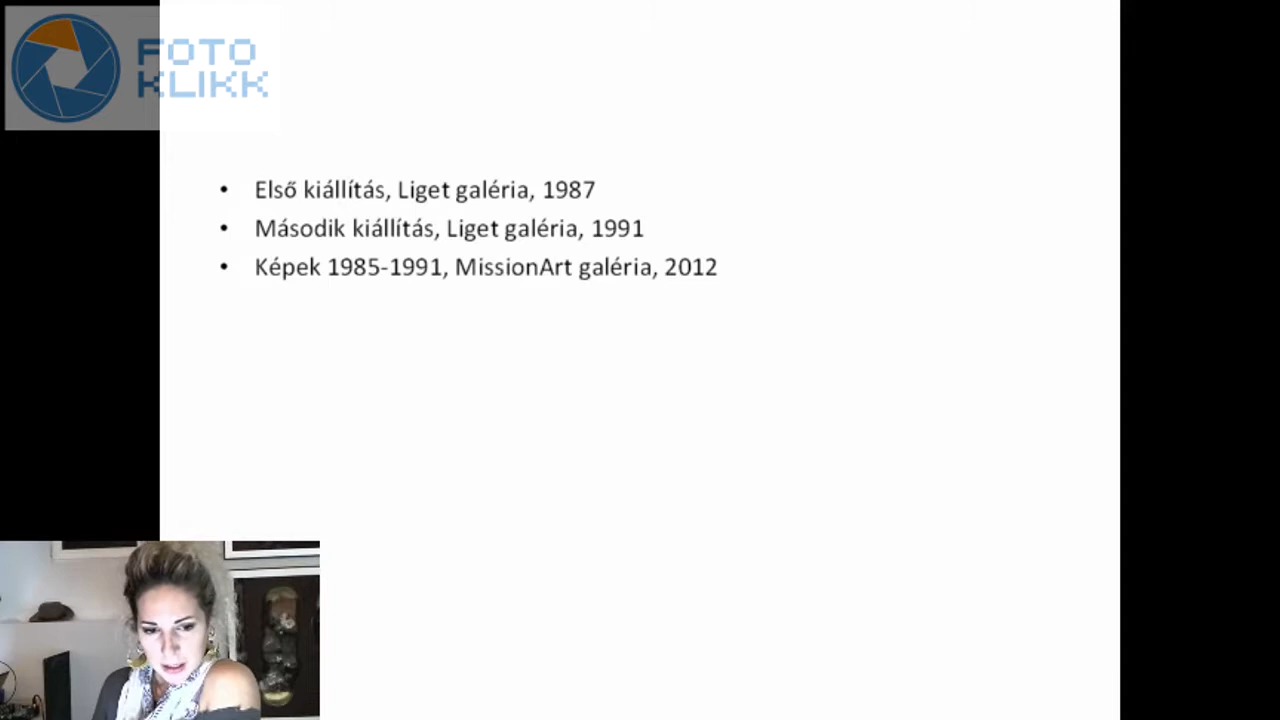 FOTO
KLIKK
• Első kiállítás, Liget galéria, 1987
• Második kiállítás, Liget galéria, 1991
• Képek 1985-1991, MissionArt galéria, 2012